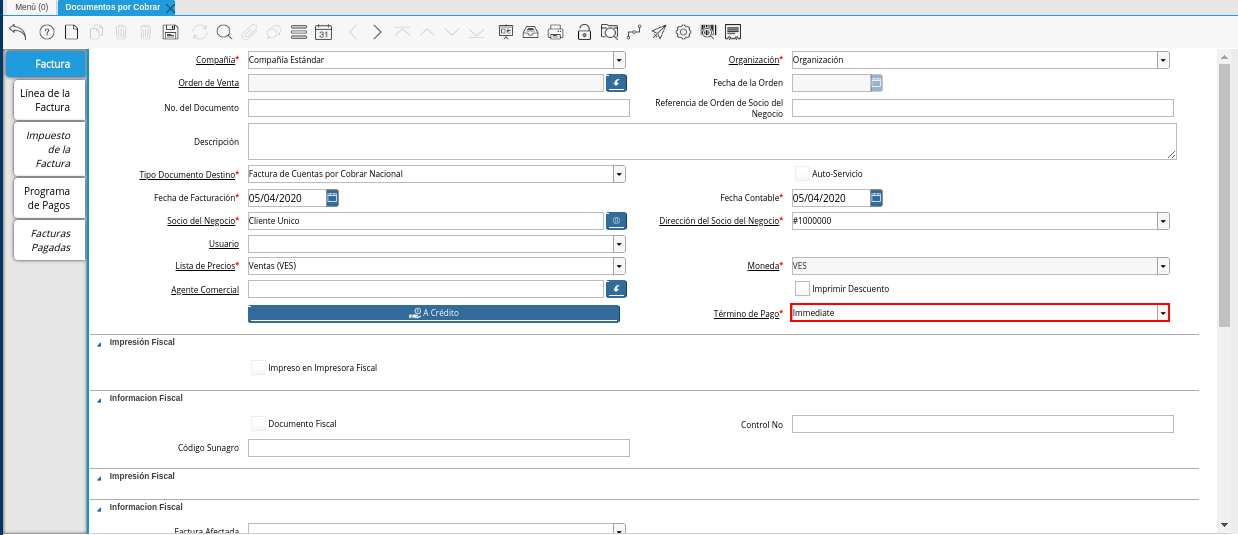 Menú (0) Documentos por Cobrar
31
Factura
Línea de la
Factura
Impuesto
de la
Factura
Programa
de Pagos
Facturas
Pagadas
Compañía* Compañía Estándar Organización* Organización
Orden de Venta Fecha de la Orden
No. del Documento Referencia de Orden de Socio del
Negocio
Descripción
Tipo Documento Destino* Factura de Cuentas por Cobrar Nacional Auto-Servicio
Fecha de Facturación* 05/04/2020 Fecha Contable* 05/04/2020
Socio del Negocio* Cliente Unico Dirección del Socio del Negocio* #1000000
Usuario
Lista de Precios* Ventas (VES) Moneda* VES
Agente Comercial Imprimir Descuento
A Crédito Término de Pago* Immediate
Impresión Fiscal
Impreso en Impresora Fiscal
Informacion Fiscal
Documento Fiscal Control No
Código Sunagro
Impresión Fiscal
Informacion Fiscal
Factura Afectada